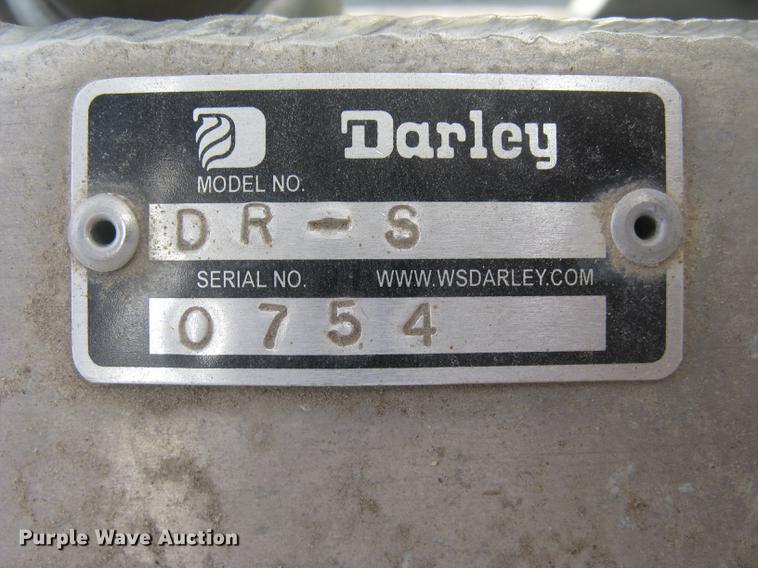 Darley
MODEL NO.
DR-S
SERIAL NO. WWW.WSDARLEY.COM
0754
Purple Wave Auction